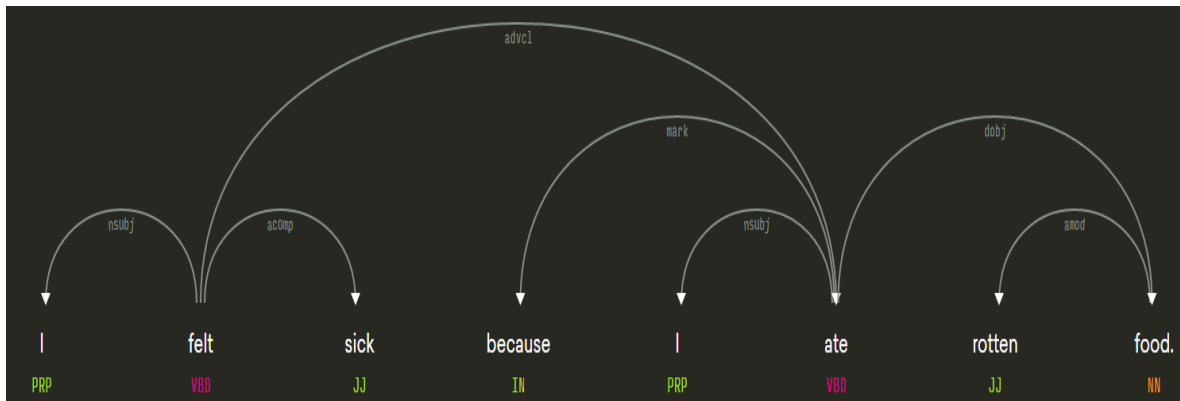 advcl
mark dobj
nsubj acomp nsubj amod
I felt sick because I ate rotten food.
PRP VBD JJ IN PRP VBD JJ NN